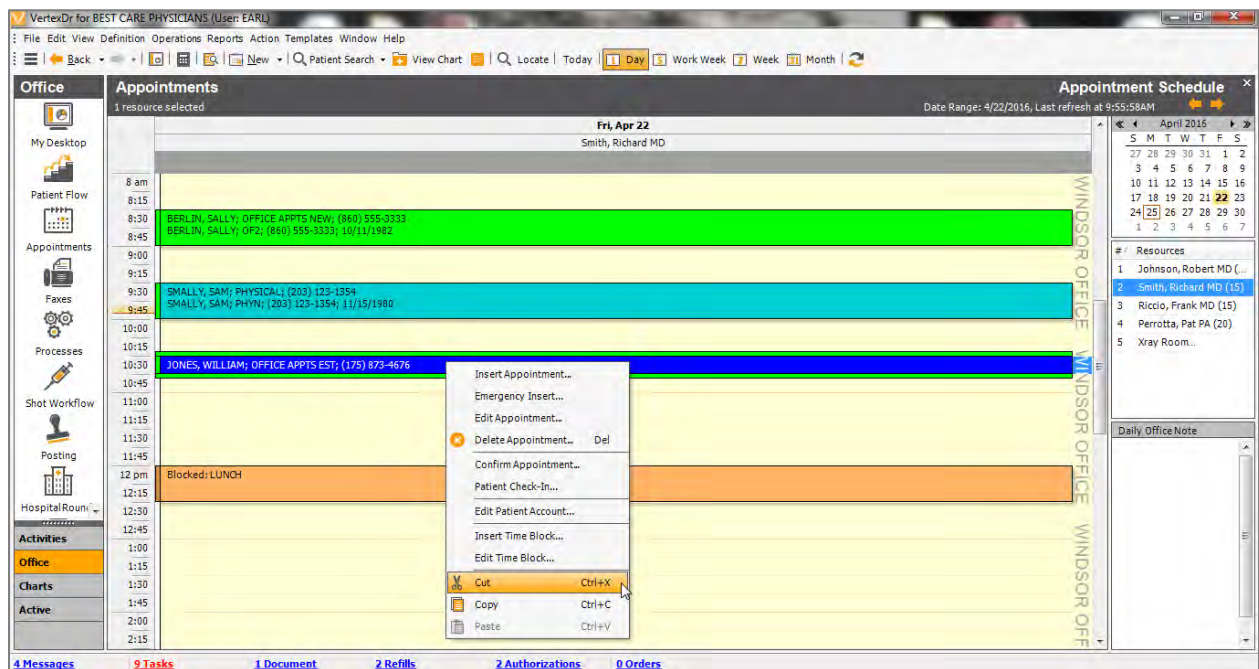 VertexDr for BEST CARE PHYSICIANS (User: EARL)
File Edit View Definition Operations Reports Action Templates Window Help
Back New Patient Search View Chart Locate Today 1 Day 5 Work Week 7 Week 31 Month
Office
My Desktop
Patient Flow
Appointments
Faxes
Processes
Shot Workflow
Posting
Hospital Roun
Activities
Office
Charts
Active
Appointments
1 resource selected
Appointment Schedule
Date Range: 4/22/2016, Last refresh at 9:55:58AM
Fri, Apr 22
Smith, Richard MD
8 am
8:15
8:30
BERLIN, SALLY; OFFICE APPTS NEW; (860) 555-3333
BERLIN, SALLY; OF2; (860) 555-3333; 10/11/1982
8:45
9:00
9:15
9:30
SMALLY, SAM; PHYSICAL; (203) 123-1354
SMALLY, SAM; PHYN; (203) 123-1354; 11/15/1980
9:45
10:00
10:15
10:30
JONES, WILLIAM; OFFICE APPTS EST; (175) 873-4676
10:45
11:00
11:15
11:30
11:45
12 pm
Blocked: LUNCH
12:15
12:30
12:45
1:00
1:15
1:30
1:45
2:00
2:15
Insert Appointment...
Emergency Insert...
Edit Appointment...
Delete Appointment... Del
Confirm Appointment...
Patient Check-In...
Edit Patient Account...
Insert Time Block...
Edit Time Block...
Cut Ctrl+X
Copy Ctrl+C
Paste Ctrl+V
WINDSOR OFFICE
WINDSOR OFFICE
WINDSOR OFF
April 2016
S M T W T F S
27 28 29 30 31 1 2
3 4 5 6 7 8 9
10 11 12 13 14 15 16
17 18 19 20 21 22 23
24 25 26 27 28 29 30
1 2 3 4 5 6 7
# Resources
1 Johnson, Robert MD (...
2 Smith, Richard MD (15)
3 Riccio, Frank MD (15)
4 Perrotta, Pat PA (20)
5 Xray Room...
Daily Office Note
4 Messages 9 Tasks 1 Document 2 Refills 2 Authorizations 0 Orders